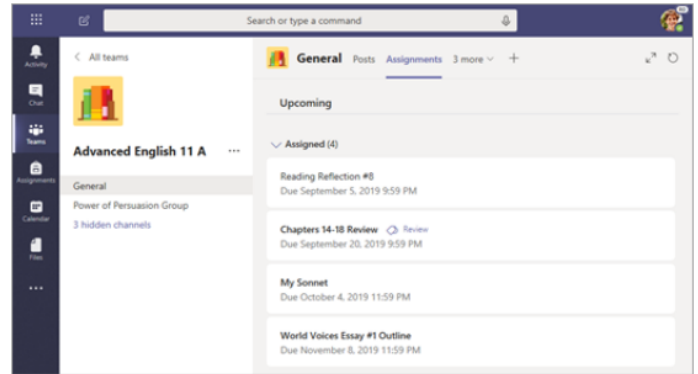 Search or type a command
Activity
Chat
Teams
Assignments
Calendar
Files
All teams
Advanced English 11 A
General
Power of Persuasion Group
3 hidden channels
General Posts Assignments 3 more
Upcoming
Assigned (4)
Reading Reflection #8
Due September 5, 2019 9:59 PM
Chapters 14-18 Review Review
Due September 20, 2019 9:59 PM
My Sonnet
Due October 4, 2019 11:59 PM
World Voices Essay #1 Outline
Due November 8, 2019 11:59 PM